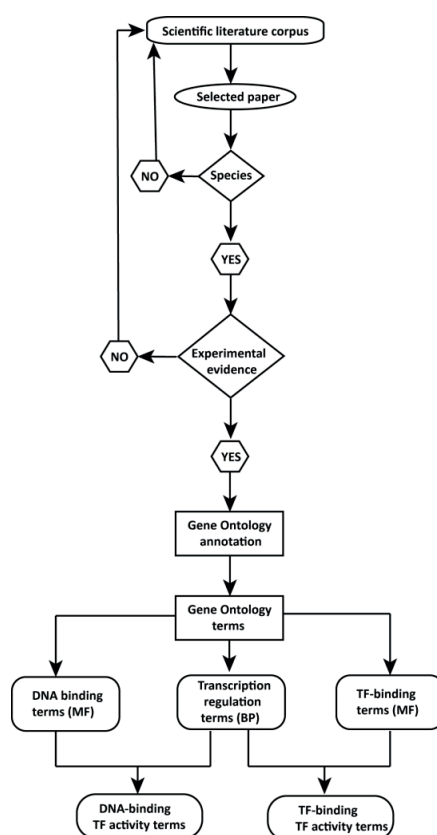 Scientific literature corpus
Selected paper
NO
Species
YES
NO
Experimental
evidence
YES
Gene Ontology
annotation
Gene Ontology
terms
DNA binding
terms (MF)
Transcription
regulation
terms (BP)
TF-binding
terms (MF)
DNA-binding
TF activity terms
TF-binding
TF activity terms